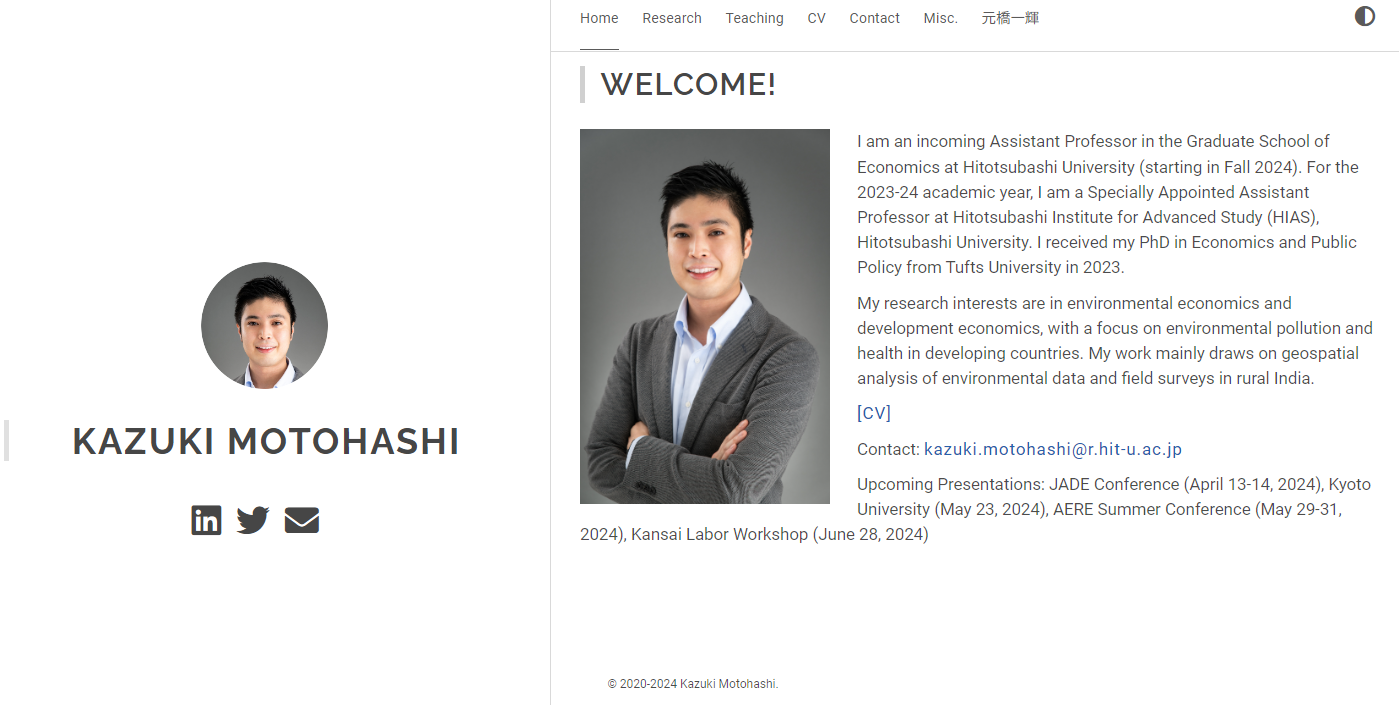 Home Research Teaching CV Contact Misc. 元橋一輝
WELCOME!
I am an incoming Assistant Professor in the Graduate School of
Economics at Hitotsubashi University (starting in Fall 2024). For the
2023-24 academic year, I am a Specially Appointed Assistant
Professor at Hitotsubashi Institute for Advanced Study (HIAS),
Hitotsubashi University. I received my PhD in Economics and Public
Policy from Tufts University in 2023.
My research interests are in environmental economics and
development economics, with a focus on environmental pollution and
health in developing countries. My work mainly draws on geospatial
analysis of environmental data and field surveys in rural India.
[CV]
Contact: kazuki.motohashi@r.hit-u.ac.jp
Upcoming Presentations: JADE Conference (April 13-14, 2024), Kyoto
University (May 23, 2024), AERE Summer Conference (May 29-31,
2024), Kansai Labor Workshop (June 28, 2024)
KAZUKI MOTOHASHI
in
© 2020-2024 Kazuki Motohashi.